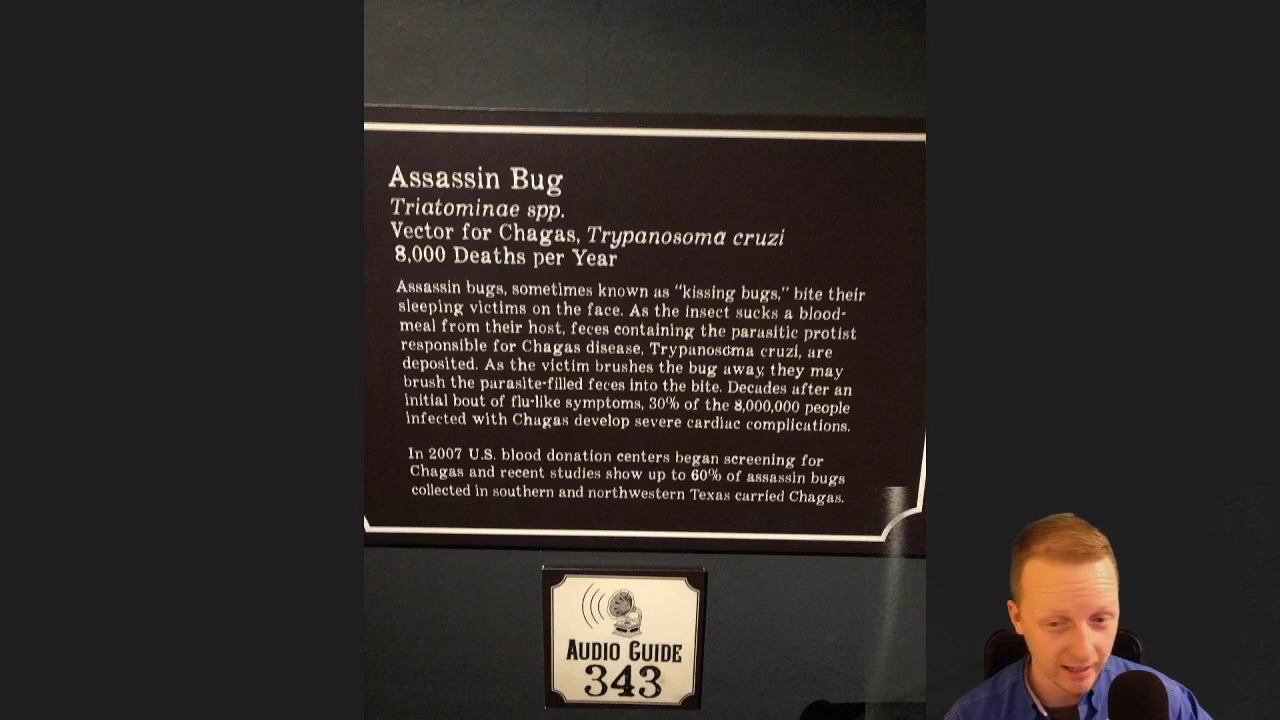 Assassin Bug
Triatominae spp.
Vector for Chagas, Trypanosoma cruzi
8,000 Deaths per Year
Assassin bugs, sometimes known as “kissing bugs,” bite their
sleeping victims on the face. As the insect sucks a blood-
meal from their host, feces containing the parasitic protist
responsible for Chagas disease, Trypanosoma cruzi, are
deposited. As the victim brushes the bug away, they may
brush the parasite-filled feces into the bite. Decades after an
initial bout of flu-like symptoms, 30% of the 8,000,000 people
infected with Chagas develop severe cardiac complications.
In 2007 U.S. blood donation centers began screening for
Chagas and recent studies show up to 60% of assassin bugs
collected in southern and northwestern Texas carried Chagas.
AUDIO GUIDE
343